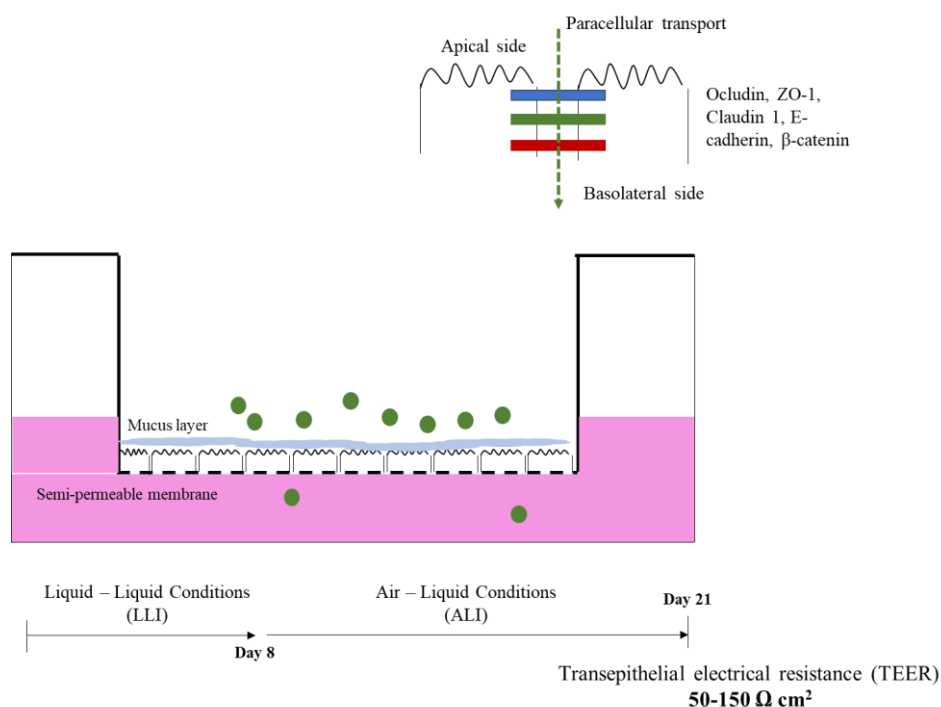 Paracellular transport
Apical side
Ocludin, ZO-1,
Claudin 1, E-
cadherin, β-catenin
Basolateral side
Mucus layer
Semi-permeable membrane
Liquid – Liquid Conditions
(LLI)
Air – Liquid Conditions
(ALI)
Day 21
Day 8
Transepithelial electrical resistance (TEER)
50-150 Ω cm²